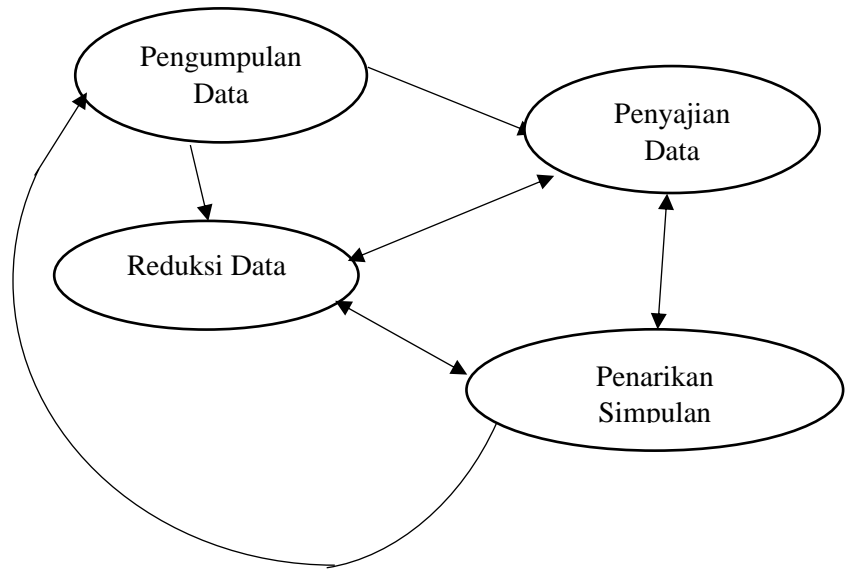 Pengumpulan
Data
Penyajian
Data
Reduksi Data
Penarikan
Simpulan